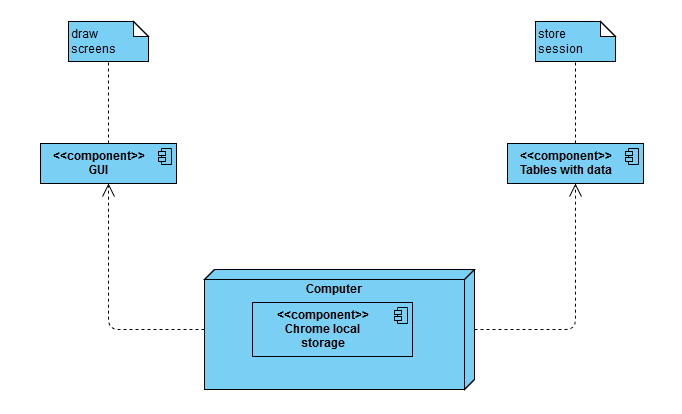 draw
screens
store
session
<<component>>
GUI
<<component>>
Tables with data
Computer
<<component>>
Chrome local
storage